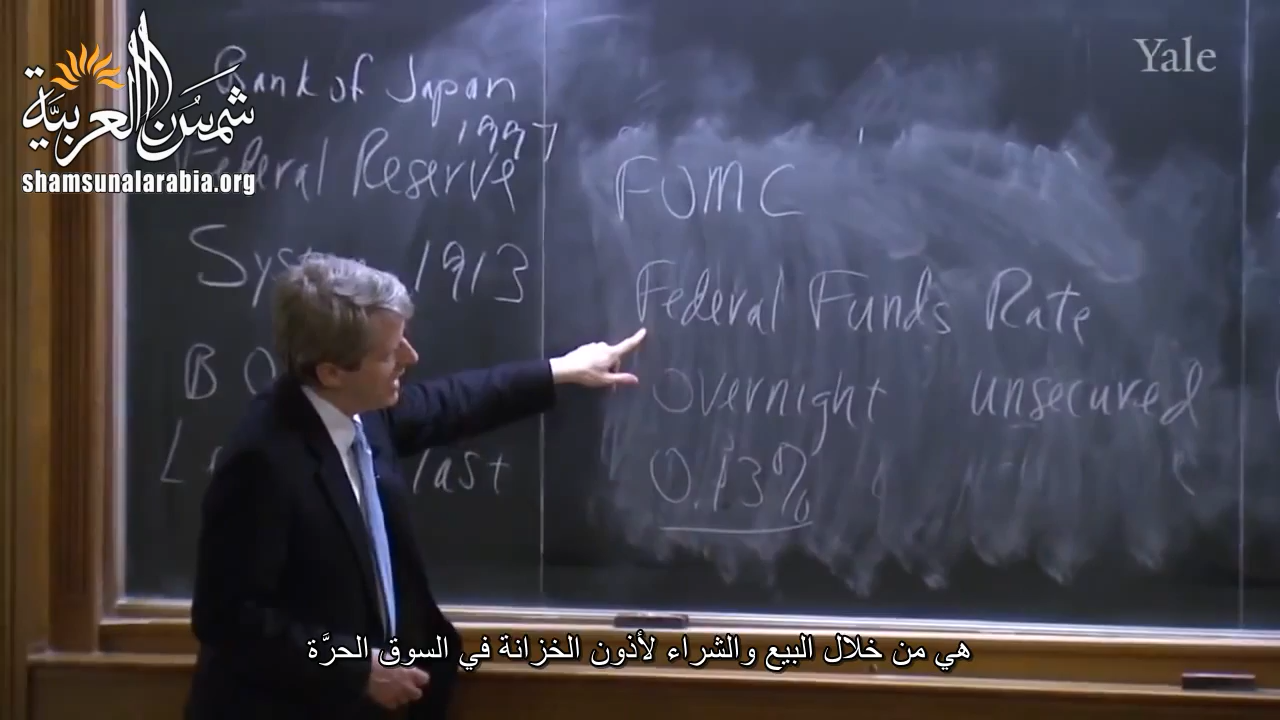 Yale
شمسُ العربيَّة
shamsunalarabia.org
Bank of Japan
1997
Federal Reserve
System 1913
B O
L last
FOMC
Federal Funds Rate
Overnight unsecured
0.13%
هي من خلال البيع والشراء لأذون الخزانة في السوق الحرَّة